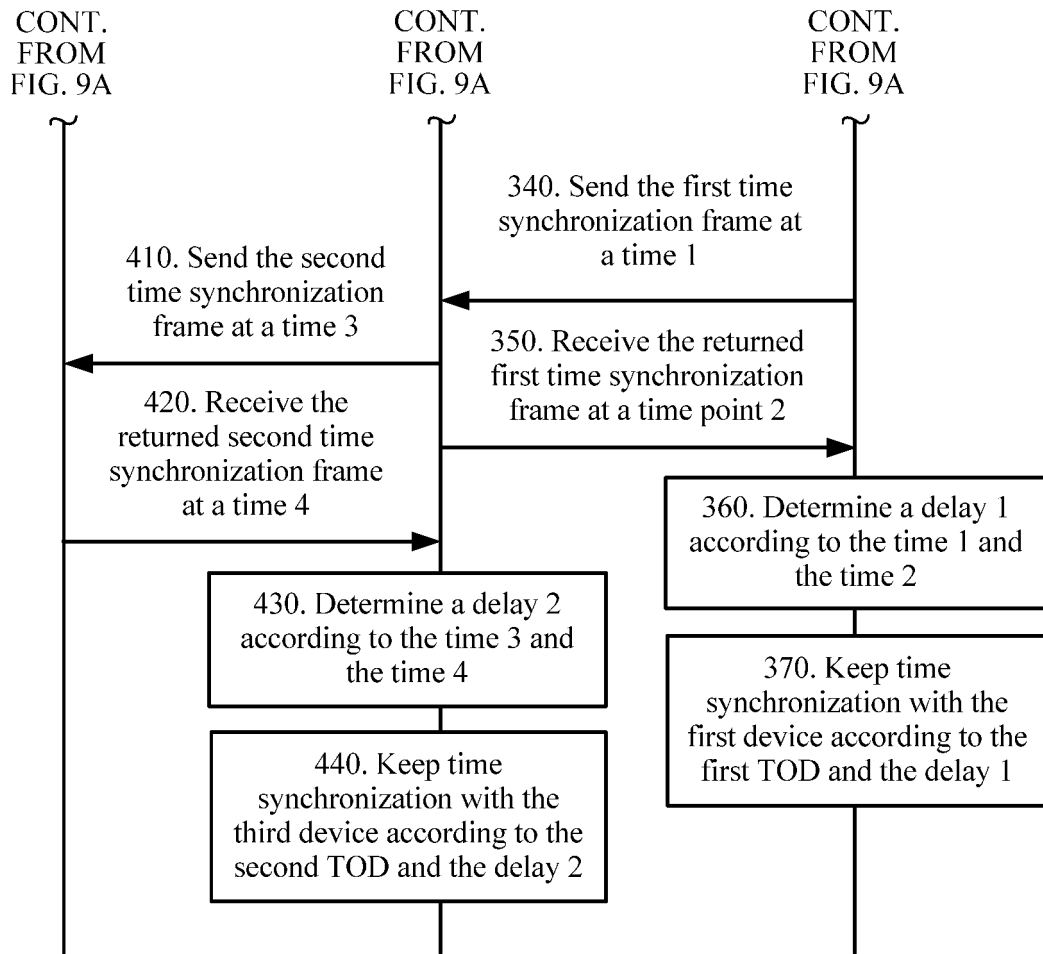 CONT.
FROM
FIG. 9A
CONT.
FROM
FIG. 9A
CONT.
FROM
FIG. 9A
340. Send the first time
synchronization frame at
a time 1
410. Send the second
time synchronization
frame at a time 3
350. Receive the returned
first time synchronization
frame at a time point 2
420. Receive the
returned second time
synchronization frame
at a time 4
360. Determine a delay 1
according to the time 1 and
the time 2
430. Determine a delay 2
according to the time 3 and
the time 4
370. Keep time
synchronization with the
first device according to the
first TOD and the delay 1
440. Keep time
synchronization with the
third device according to the
second TOD and the delay 2